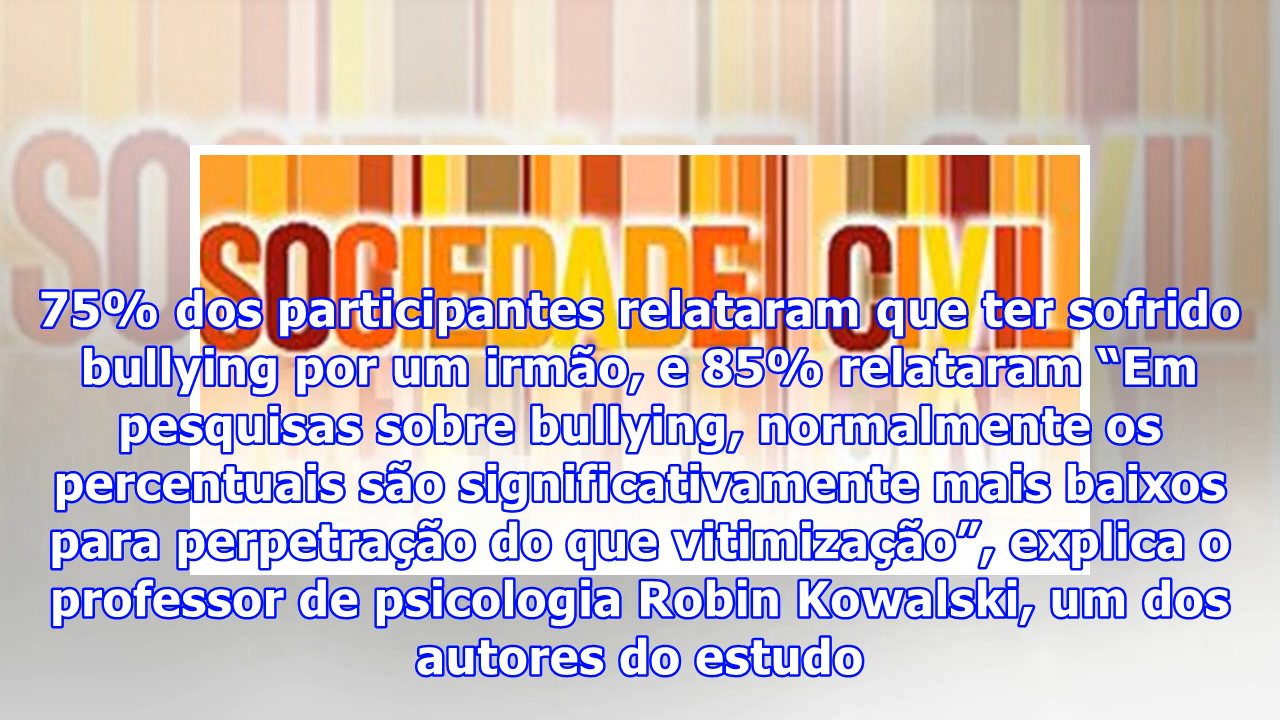 SOCIEDADE CIVIL
75% dos participantes relataram que ter sofrido
bullying por um irmão, e 85% relataram “Em
pesquisas sobre bullying, normalmente os
percentuais são significativamente mais baixos
para perpetração do que vitimização”, explica o
professor de psicologia Robin Kowalski, um dos
autores do estudo